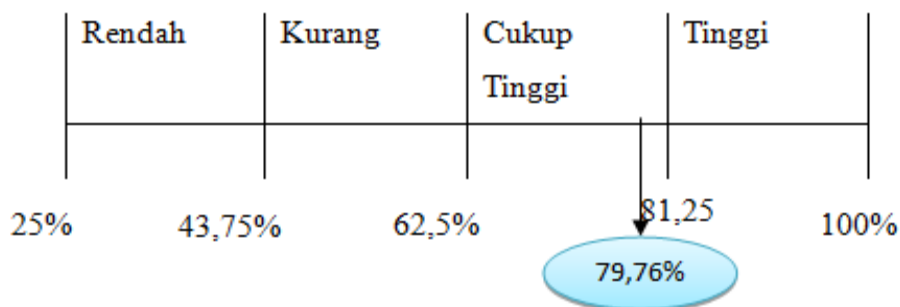 Rendah Kurang Cukup Tinggi
Tinggi
25% 43,75% 62,5% 81,25 100%
79,76%